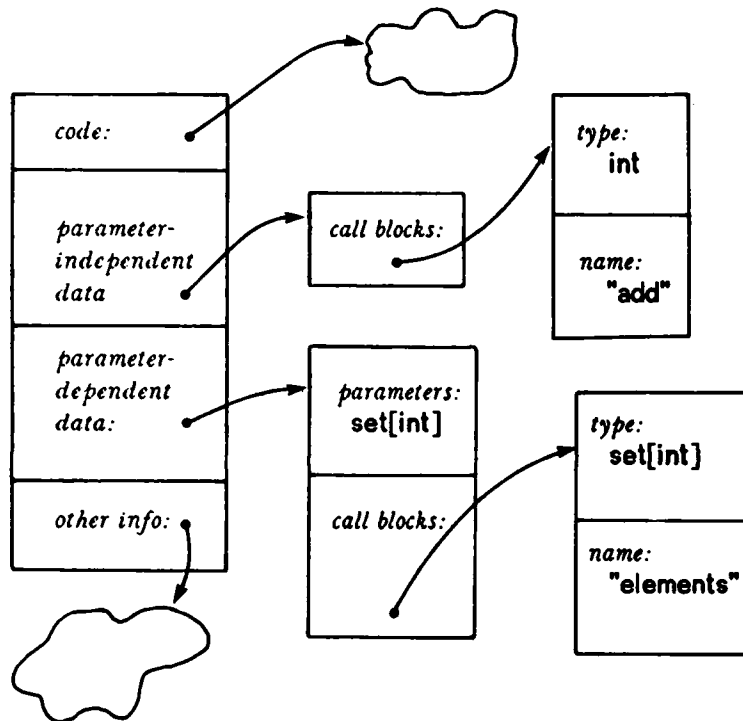 code:
parameter-
independent
data
parameter-
dependent
data:
other info:
call blocks:
parameters:
set[int]
call blocks:
type:
int
name:
"add"
type:
set[int]
name:
"elements"